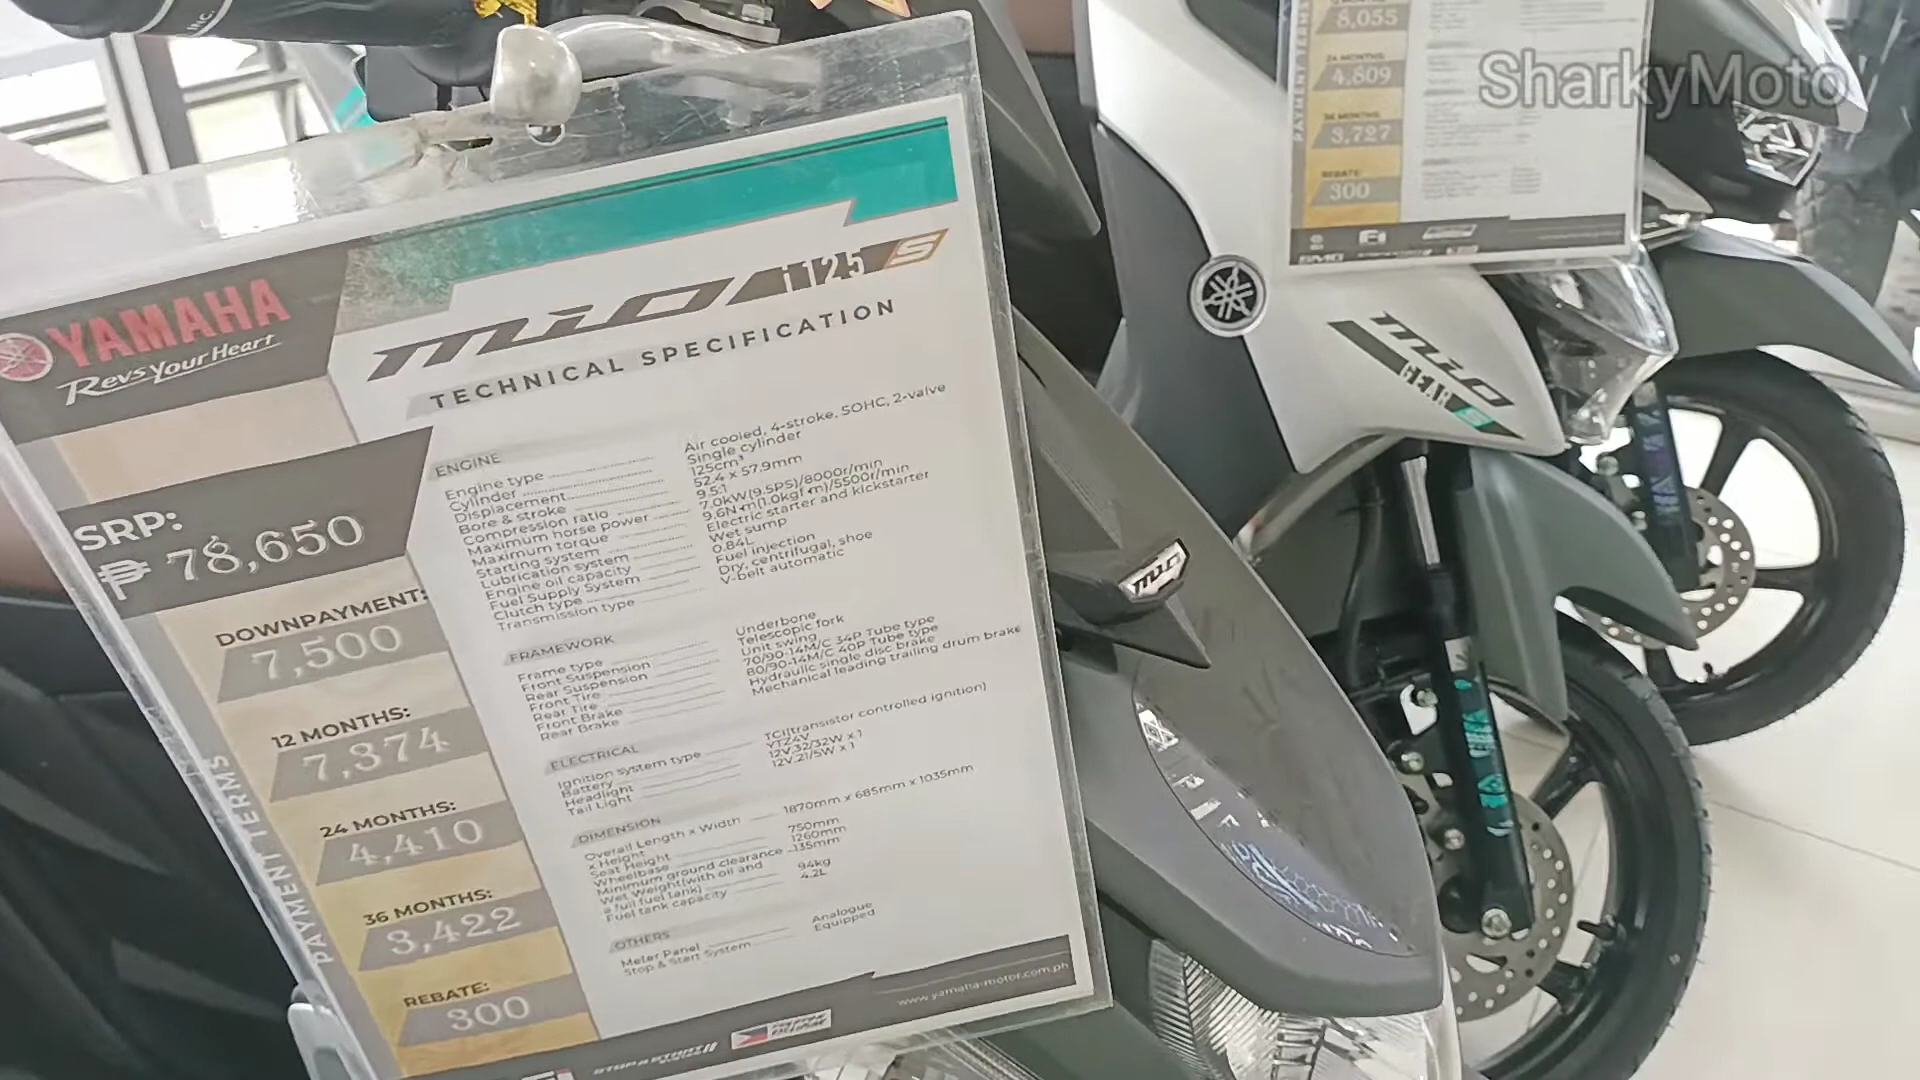 INC.
SharkyMoto
YAMAHA
Revs Your Heart
mio i125 S
TECHNICAL SPECIFICATION
SRP:
₱ 78,650
DOWNPAYMENT:
7,500
12 MONTHS:
7,374
24 MONTHS:
4,410
36 MONTHS:
3,422
REBATE:
300
PAYMENT TERMS
ENGINE
Engine type Air cooled, 4-stroke, SOHC, 2-valve
Cylinder Single cylinder
Displacement 125cm³
Bore & stroke 52.4 x 57.9mm
Compression ratio 9.5:1
Maximum horse power 7.0kW(9.5PS)/8000r/min
Maximum torque 9.6N•m(1.0kgf•m)/5500r/min
Starting system Electric starter and kickstarter
Lubrication system Wet sump
Engine oil capacity 0.84L
Fuel Supply System Fuel injection
Clutch type Dry, centrifugal, shoe
Transmission type V-belt automatic
FRAMEWORK
Frame type Underbone
Front Suspension Telescopic fork
Rear Suspension Unit swing
Front Tire 70/90-14M/C 34P Tube type
Rear Tire 80/90-14M/C 40P Tube type
Front Brake Hydraulic single disc brake
Rear Brake Mechanical leading trailing drum brake
ELECTRICAL
Ignition system type TCI(transistor controlled ignition)
Battery YTZ4V
Headlight 12V,32/32W x 1
Tail Light 12V,21/5W x 1
DIMENSION
Overall Length x Width 1870mm x 685mm x 1035mm
x Height
Seat Height 750mm
Wheelbase 1260mm
Minimum ground clearance 135mm
Wet Weight(with oil and 94kg
a full fuel tank)
Fuel tank capacity 4.2L
OTHERS
Meter Panel Analogue
Stop & Start System Equipped
www.yamaha-motor.com.ph
STOP & START SYSTEM
8,055
24 MONTHS:
4,609
36 MONTHS:
3,727
REBATE:
300
PAYMENT TERMS
mio
GEAR S
mio